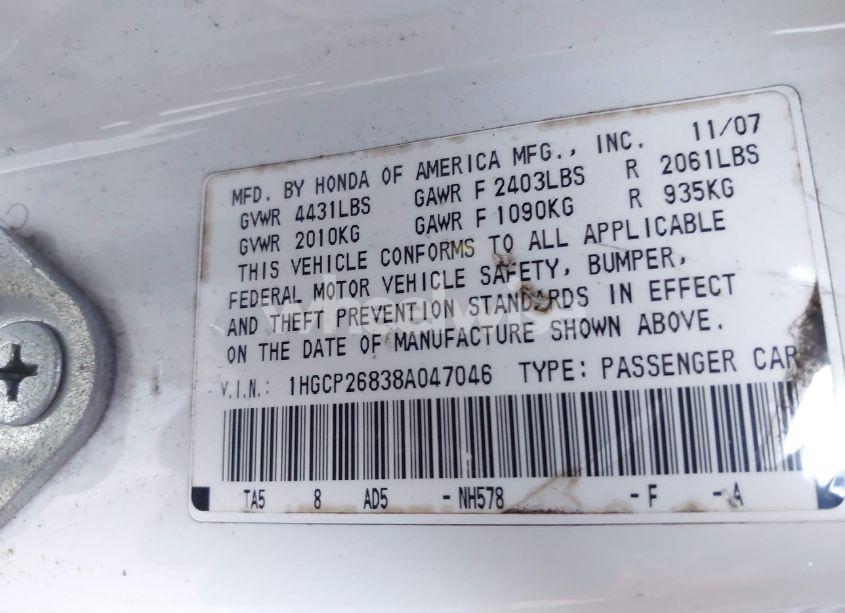 MFD. BY HONDA OF AMERICA MFG., INC. 11/07
GVWR 4431LBS GAWR F 2403LBS R 2061LBS
GVWR 2010KG GAWR F 1090KG R 935KG
THIS VEHICLE CONFORMS TO ALL APPLICABLE
FEDERAL MOTOR VEHICLE SAFETY, BUMPER,
AND THEFT PREVENTION STANDARDS IN EFFECT
ON THE DATE OF MANUFACTURE SHOWN ABOVE.
V.I.N.: 1HGCP26838A047046 TYPE: PASSENGER CAR
TA5 8 AD5 -NH578 -F -A